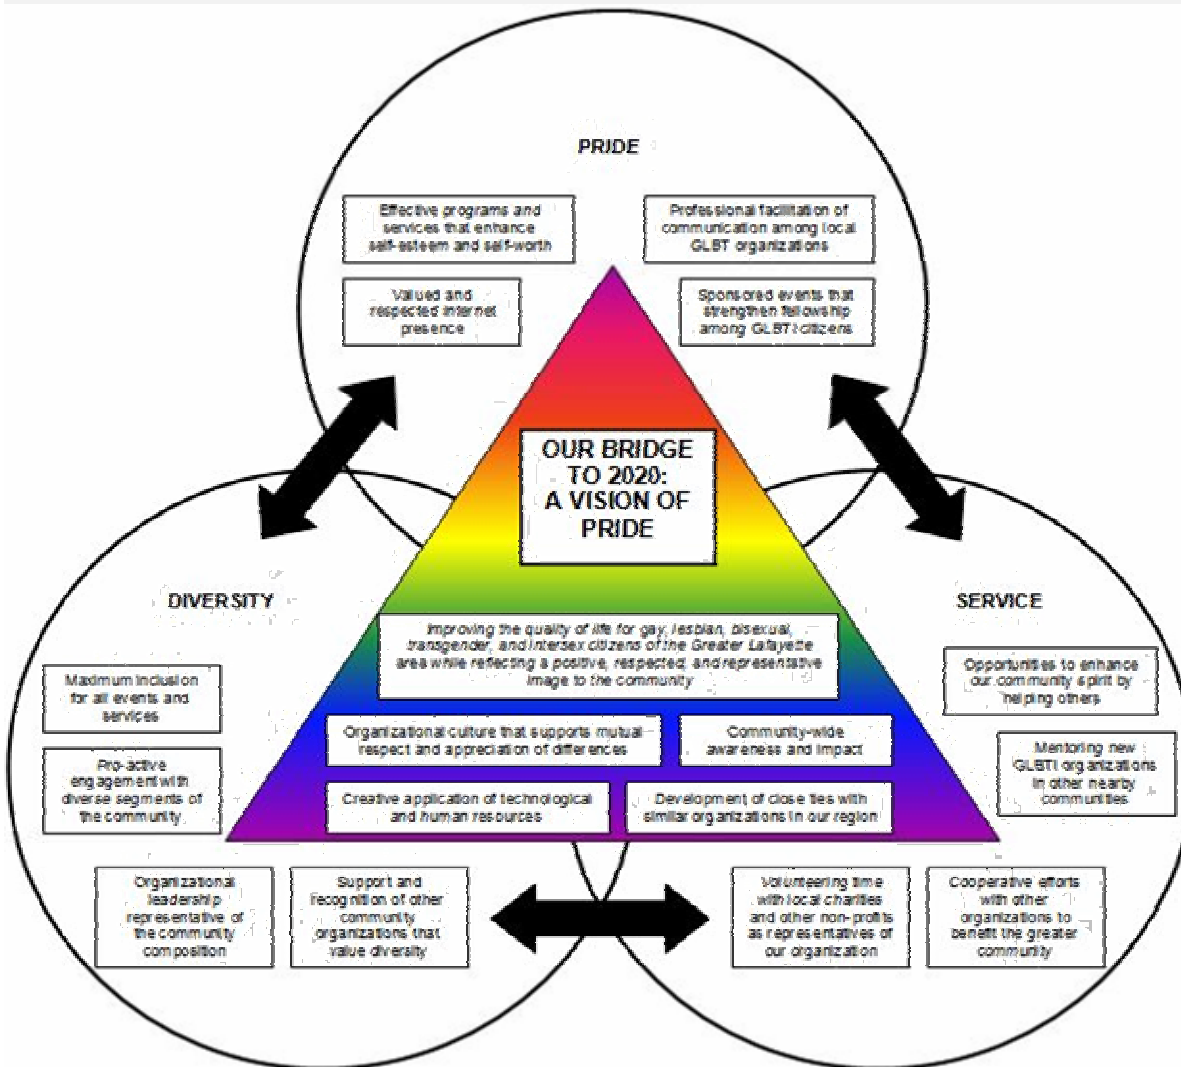 PRIDE
Effective programs and
services that enhance
self-esteem and self-worth
Professional facilitation of
communication among local
GLBT organizations
Valued and
respected internet
presence
Sponsored events that
strengthen fellowship
among GLBTI citizens
OUR BRIDGE
TO 2020:
A VISION OF
PRIDE
DIVERSITY
SERVICE
Improving the quality of life for gay, lesbian, bisexual,
transgender, and intersex citizens of the Greater Lafayette
area while reflecting a positive, respected, and representative
image to the community
Maximum inclusion
for all events and
services
Opportunities to enhance
our community spirit by
helping others
Organizational culture that supports mutual
respect and appreciation of differences
Community-wide
awareness and impact
Pro-active
engagement with
diverse segments of
the community
Mentoring new
GLBTI organizations
in other nearby
communities
Creative application of technological
and human resources
Development of close ties with
similar organizations in our region
Organizational
leadership
representative of
the community
composition
Support and
recognition of other
community
organizations that
value diversity
Volunteering time
with local charities
and other non-profits
as representatives of
our organization
Cooperative efforts
with other
organizations to
benefit the greater
community